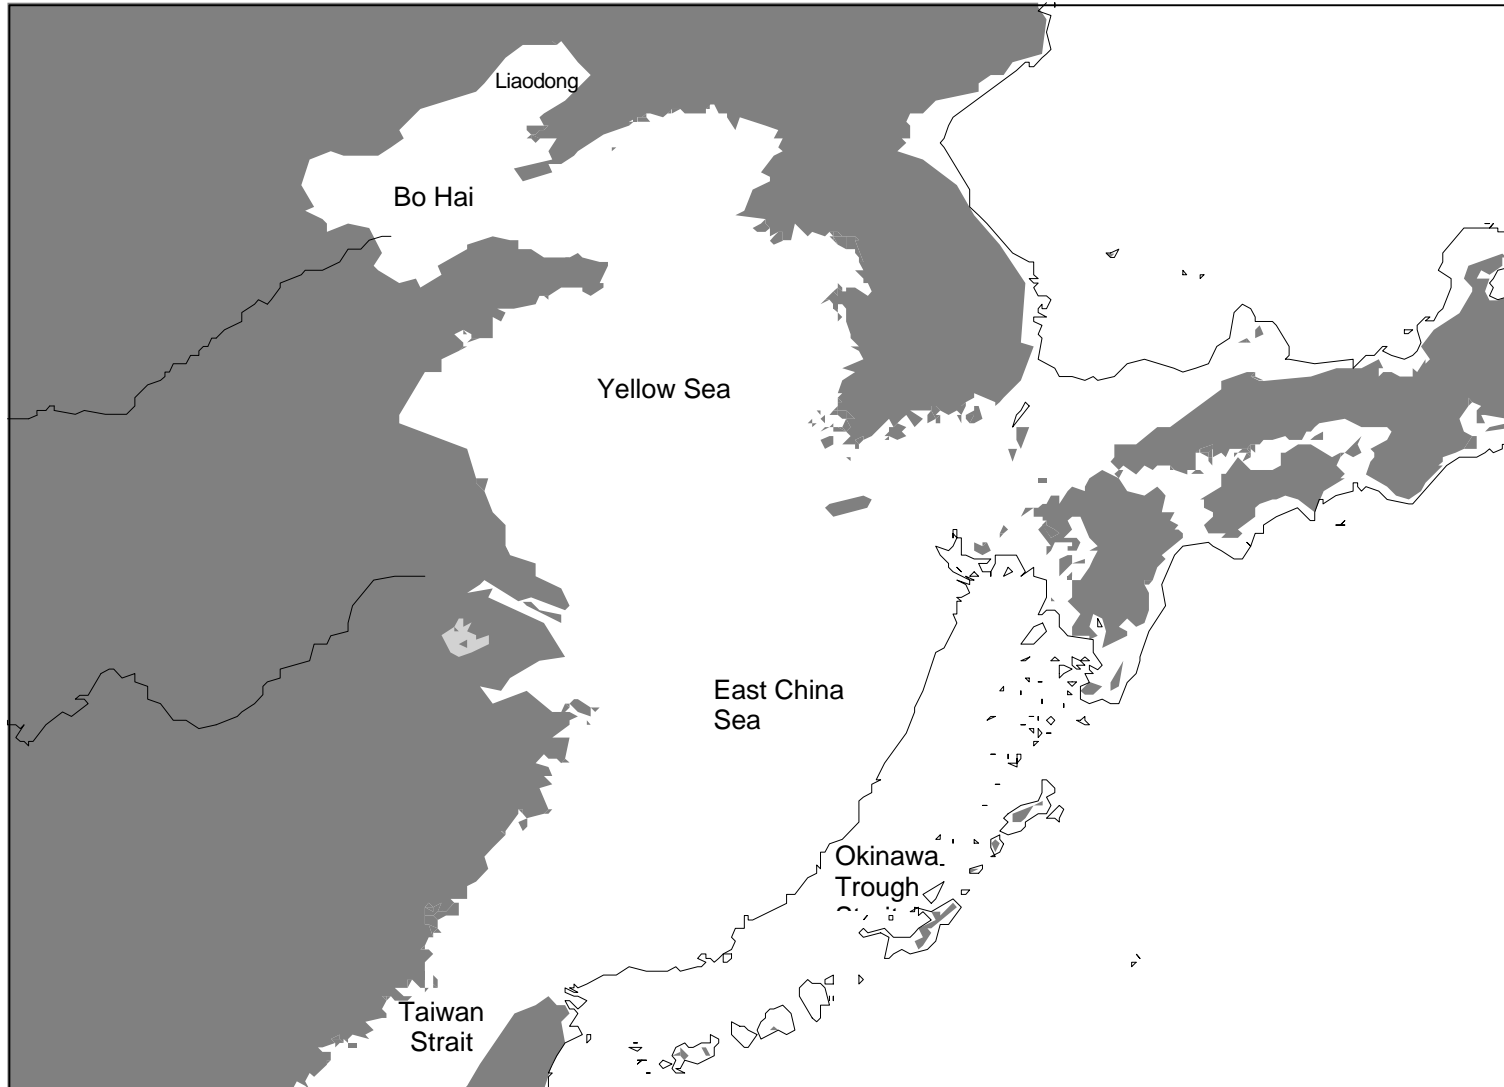 Liaodong
Bo Hai
Yellow Sea
East China
Sea
Okinawa
Trough
Taiwan
Strait